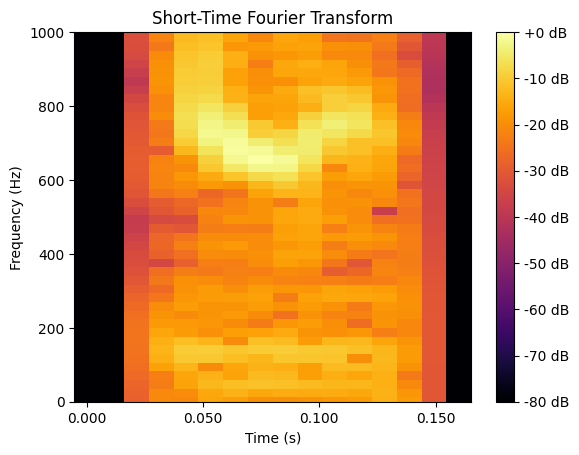 Short-Time Fourier Transform
1000
800
600
400
200
0
Frequency (Hz)
0.000
0.050
0.100
0.150
Time (s)
+0 dB
-10 dB
-20 dB
-30 dB
-40 dB
-50 dB
-60 dB
-70 dB
-80 dB